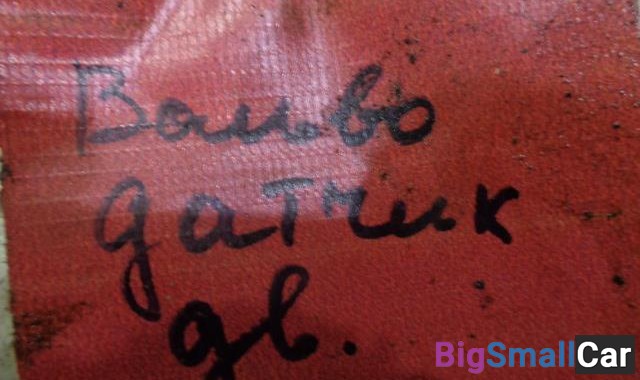 Вольво
датчик
дв.
BigSmallCar